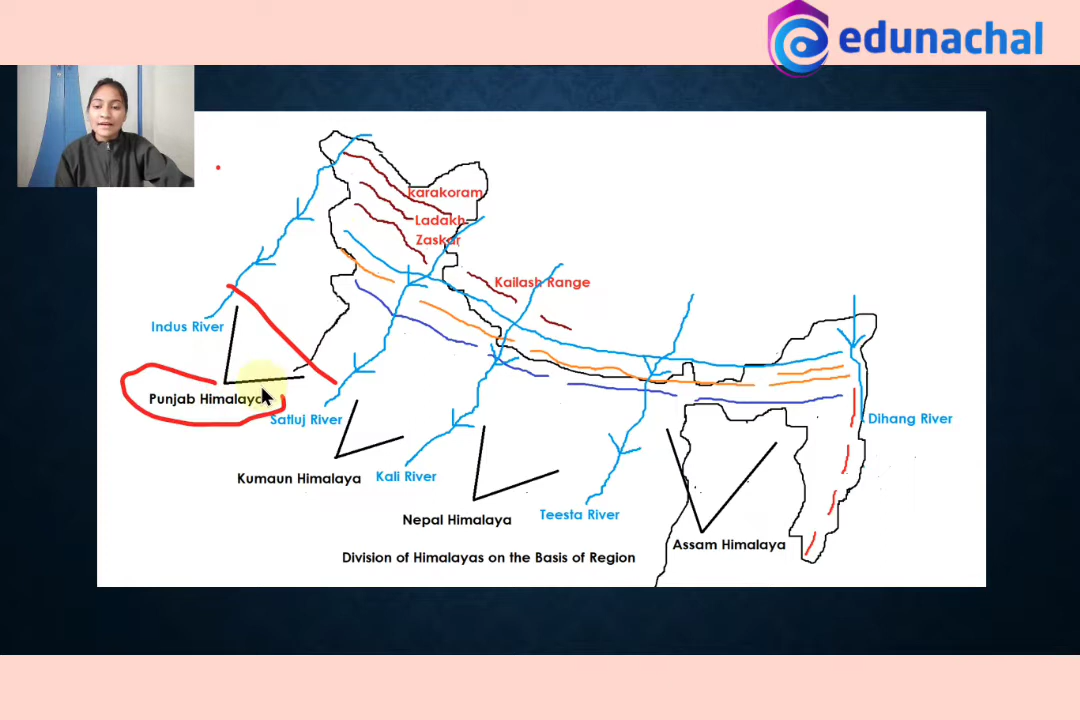 edunachal
karakoram
Ladakh
Zaskar
Kailash Range
Indus River
Punjab Himalaya
Satluj River
Dihang River
Kumaun Himalaya
Kali River
Nepal Himalaya
Teesta River
Assam Himalaya
Division of Himalayas on the Basis of Region